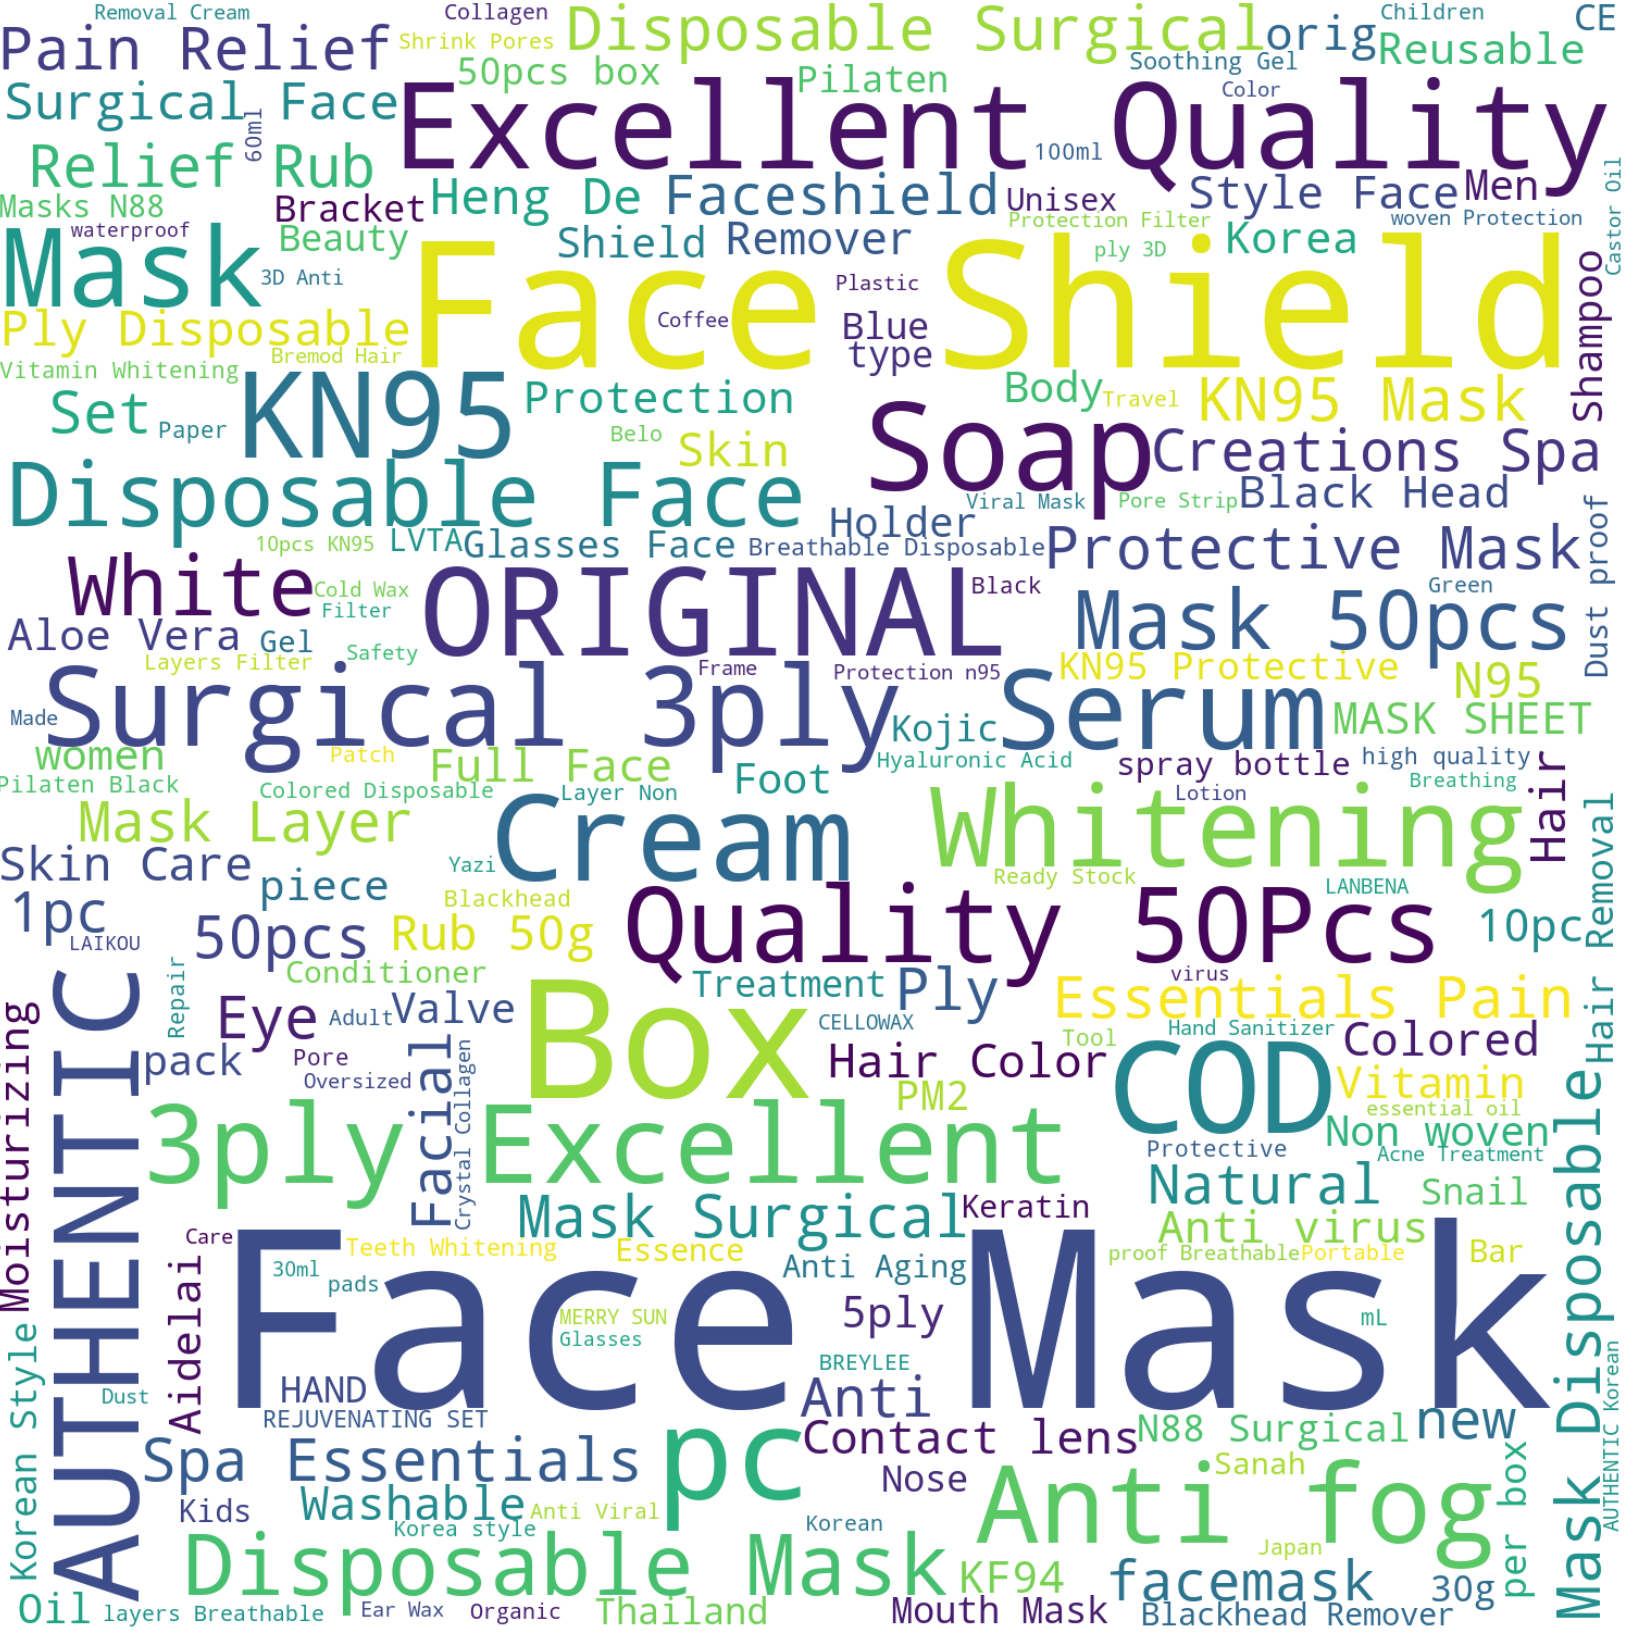 Removal Cream
Collagen
Disposable Surgical
orig
Children
CE
Pain Relief
Shrink Pores
50pcs box
Pilaten
Soothing Gel
Reusable
Surgical Face
60ml
Excellent Quality
Color
Relief Rub
100ml
Castor Oil
Masks N88
Bracket
Heng De
Faceshield
Unisex
Style Face
Men
waterproof
Beauty
Shield
Remover
Protection Filter
woven Protection
Mask
3D Anti
Face Shield
ply 3D
Korea
Plastic
Shampoo
Ply Disposable
Coffee
Blue
Bremod Hair
type
Vitamin Whitening
KN95
Protection
Body
Travel
KN95 Mask
Set
Paper
Belo
Skin
Soap
Creations Spa
Disposable Face
Viral Mask
Pore Strip
Black Head
Holder
Dust proof
10pcs KN95
LVTA
Glasses Face
Breathable Disposable
Protective Mask
White
Cold Wax
ORIGINAL
Black
Green
Filter
Mask 50pcs
Aloe Vera
Gel
Safety
Layers Filter
Frame
Protection n95
KN95 Protective
N95
Surgical 3ply
Serum
Made
Kojic
MASK SHEET
women
Patch
Full Face
Foot
Hyaluronic Acid
spray bottle
high quality
Hair
Pilaten Black
Colored Disposable
Layer Non
Lotion
Breathing
Mask Layer
Cream
Whitening
Hair Removal
Skin Care
Yazi
Ready Stock
LANBENA
piece
Blackhead
1pc
50pcs
Rub 50g
Quality 50Pcs
10pc
LAIKOU
Conditioner
Treatment
Ply
virus
AUTHENTIC
Repair
Box
Essentials Pain
Moisturizing
Eye
Adult
Valve
CELLOWAX
Hand Sanitizer
Colored
pack
Pore
Facial
Crystal Collagen
Hair Color
Tool
COD
Oversized
PM2
Vitamin
Mask Disposable
3ply Excellent
essential oil
Non woven
Protective
Acne Treatment
Natural
Snail
Mask Surgical
Keratin
Anti virus
Care
Teeth Whitening
Essence
Anti Aging
proof Breathable
Portable
Bar
Aidelai
30ml
pads
Face Mask
MERRY SUN
5ply
mL
Glasses
Korean Style
BREYLEE
AUTHENTIC Korean
Dust
HAND
Anti
REJUVENATING SET
Contact lens
N88 Surgical
new
Spa Essentials
pc
Nose
Sanah
Anti fog
per box
Kids
Washable
Anti Viral
Korea style
Korean
Japan
Disposable Mask
KF94
facemask
30g
Oil
layers Breathable
Ear Wax
Organic
Thailand
Mouth Mask
Blackhead Remover